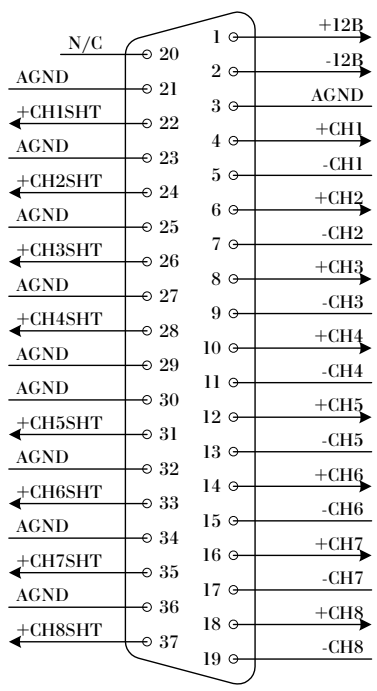 1 +12B
N/C 20
2 -12B
AGND 21
3 AGND
+CH1SHT 22
4 +CH1
AGND 23
5 -CH1
+CH2SHT 24
6 +CH2
AGND 25
7 -CH2
+CH3SHT 26
8 +CH3
AGND 27
9 -CH3
+CH4SHT 28
10 +CH4
AGND 29
11 -CH4
AGND 30
12 +CH5
+CH5SHT 31
13 -CH5
AGND 32
14 +CH6
+CH6SHT 33
15 -CH6
AGND 34
16 +CH7
+CH7SHT 35
17 -CH7
AGND 36
18 +CH8
+CH8SHT 37
19 -CH8